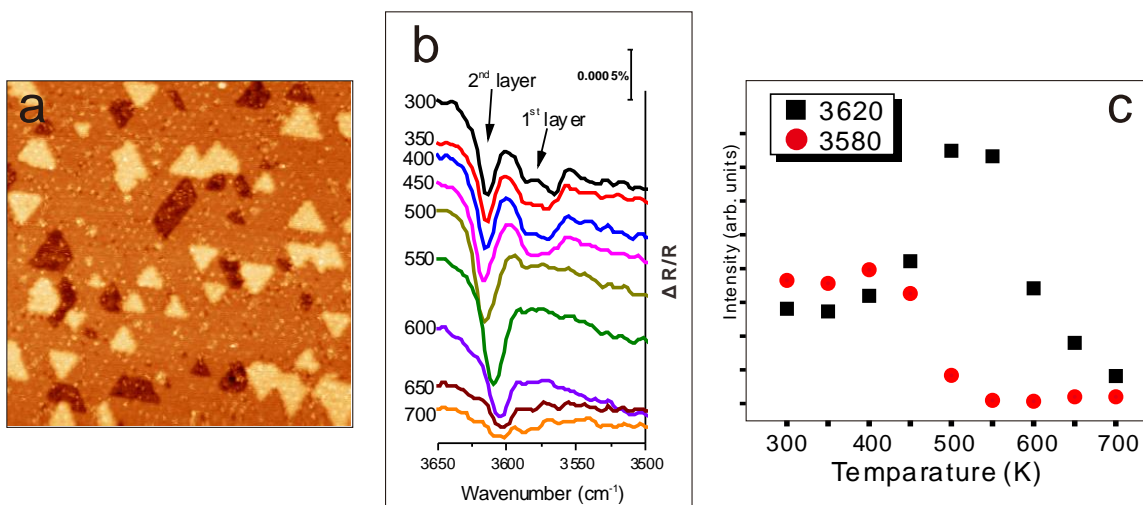 a
b
0.0005%
2nd layer
1st layer
300
350
400
450
500
550
600
650
700
Δ R/R
3650 3600 3550 3500
Wavenumber (cm-1)
c
3620
3580
Intensity (arb. units)
300 400 500 600 700
Temparature (K)